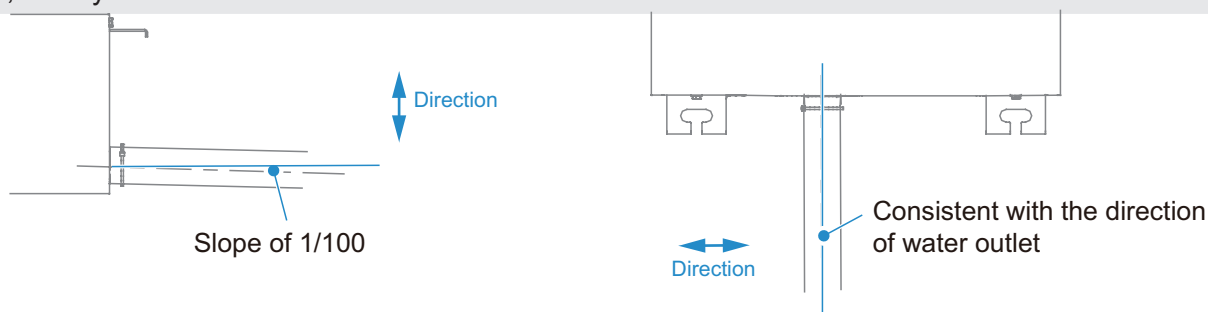 Direction
Slope of 1/100
Consistent with the direction
of water outlet
Direction